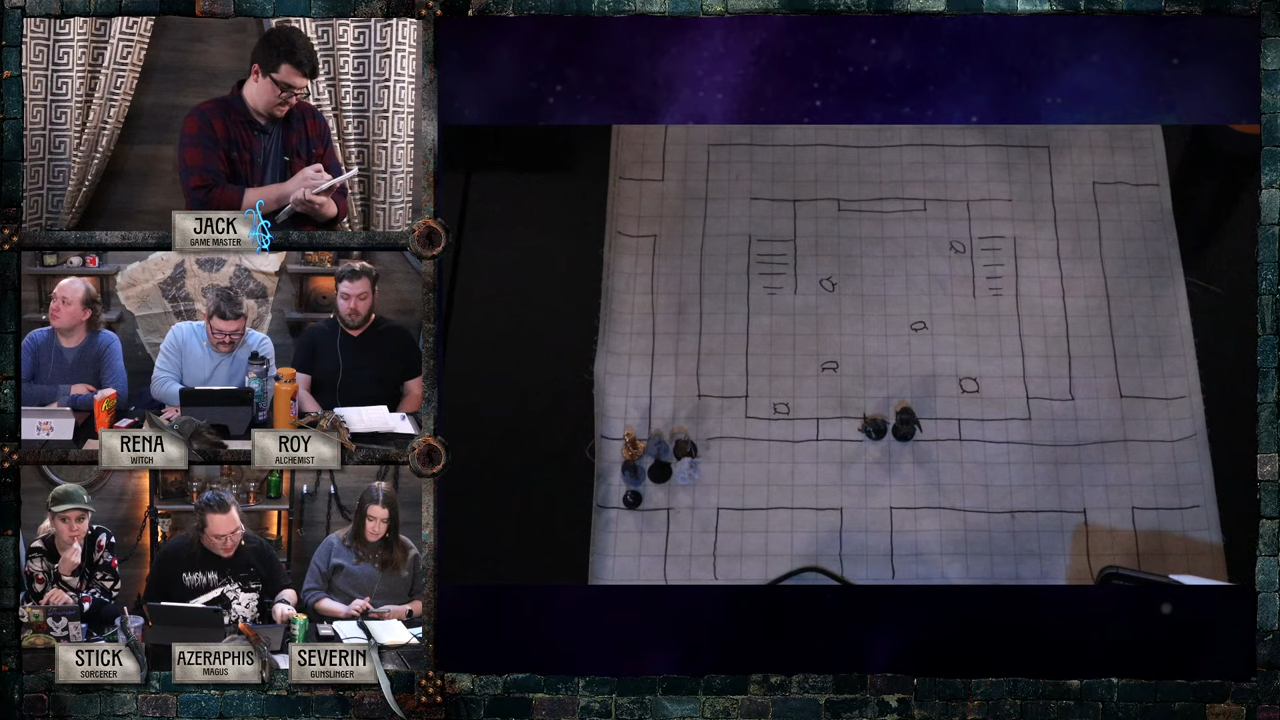 JACK
GAME MASTER
RENA
WITCH
ROY
ALCHEMIST
STICK
SORCERER
AZERAPHIS
MAGUS
SEVERIN
GUNSLINGER